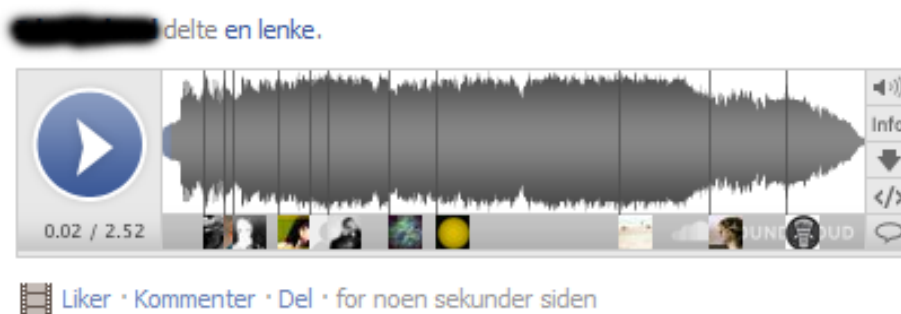 delte en lenke.
Info
0.02 / 2.52
Liker · Kommenter · Del · for noen sekunder siden